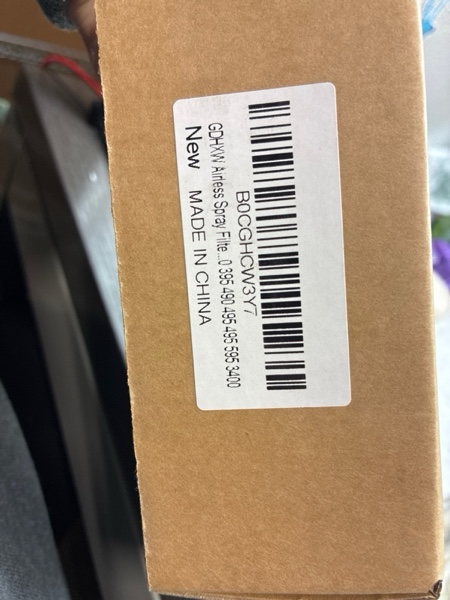 B0CGHCW3Y7
GDHXW Airless Spray Filte...0 395 490 495 495 595 3400
New MADE IN CHINA